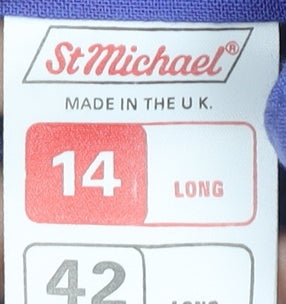 St Michael®
MADE IN THE U K.
14 LONG
42